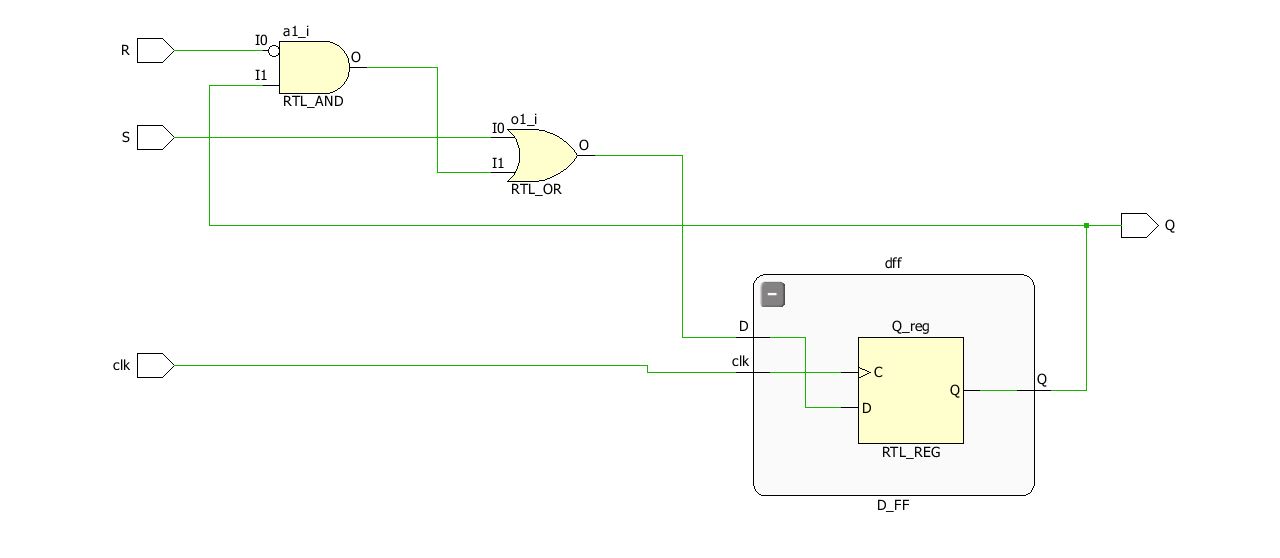 a1_i
R
I0
O
I1
RTL_AND
S
o1_i
I0
O
I1
RTL_OR
Q
dff
D
Q_reg
clk
clk
C
Q
Q
D
RTL_REG
D_FF